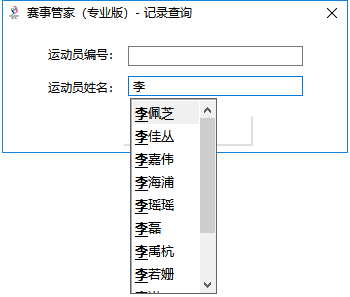 赛事管家（专业版）- 记录查询
运动员编号：
运动员姓名： 李
李佩芝
李佳丛
李嘉伟
李海浦
李瑶瑶
李磊
李禹杭
李若姗